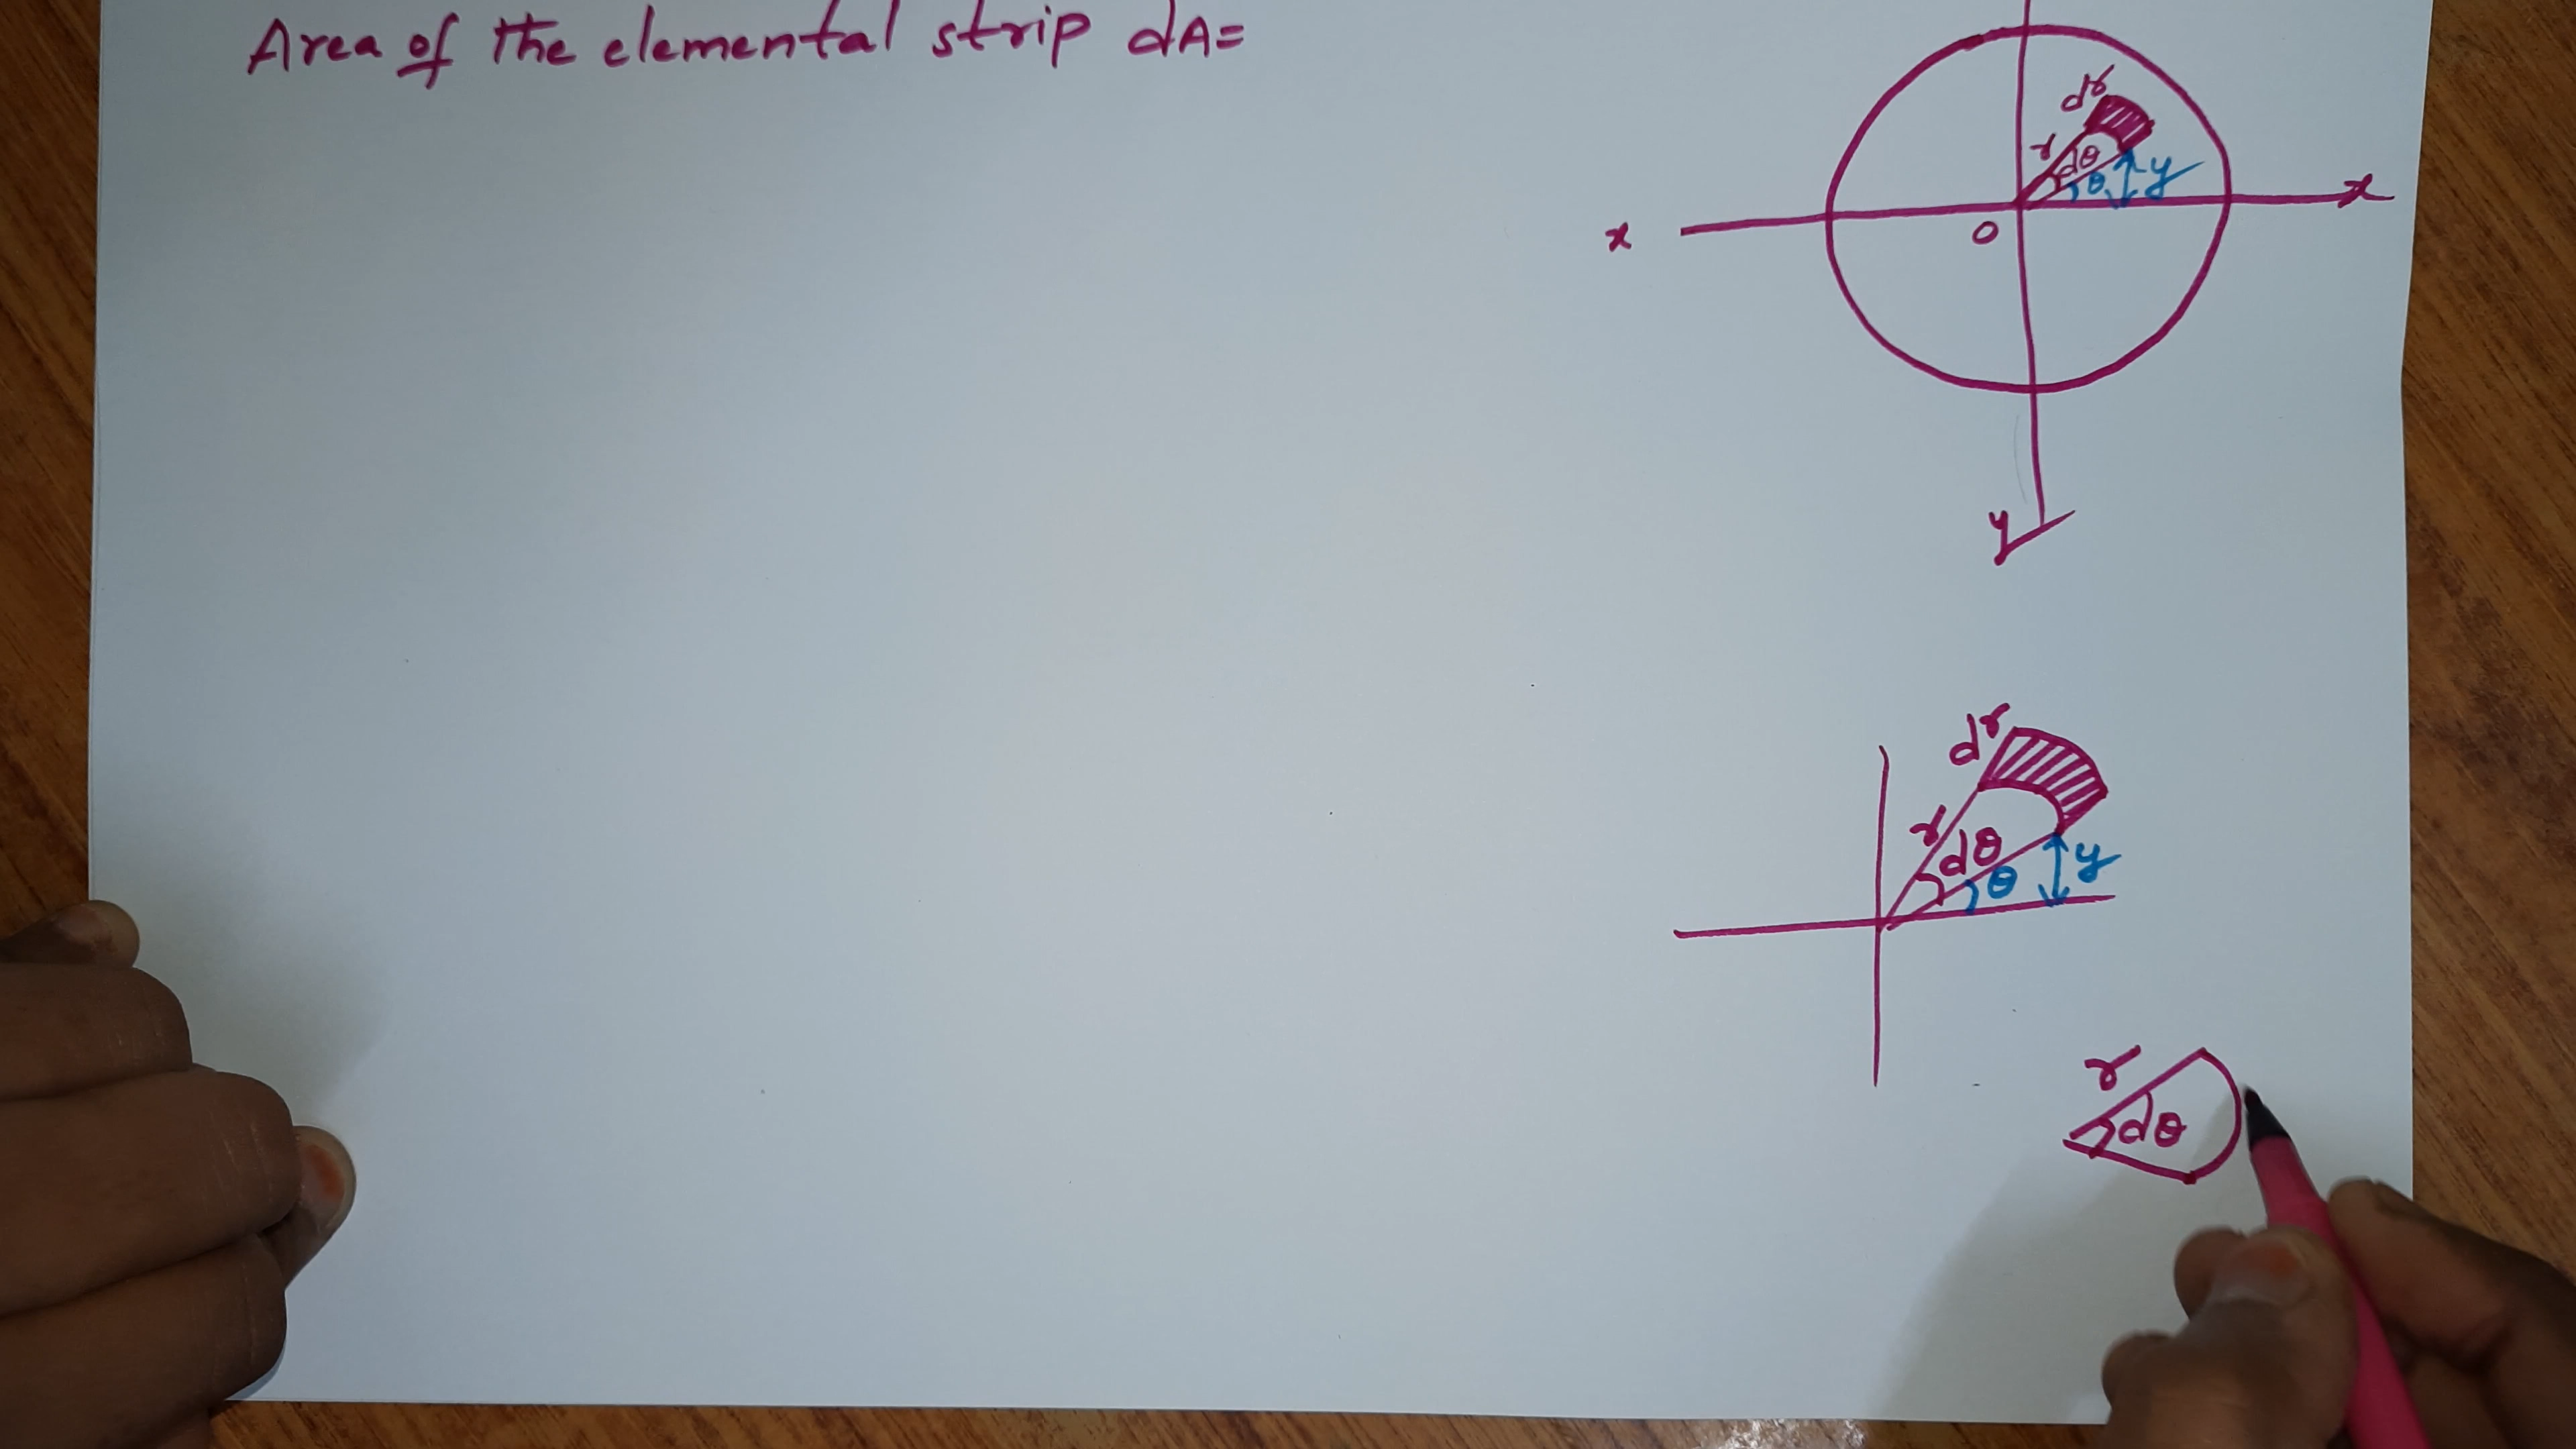 Area of the elemental strip dA=
dr
r
dθ
θ
y
x
x
o
y
dr
r
dθ
θ
y
r
dθ